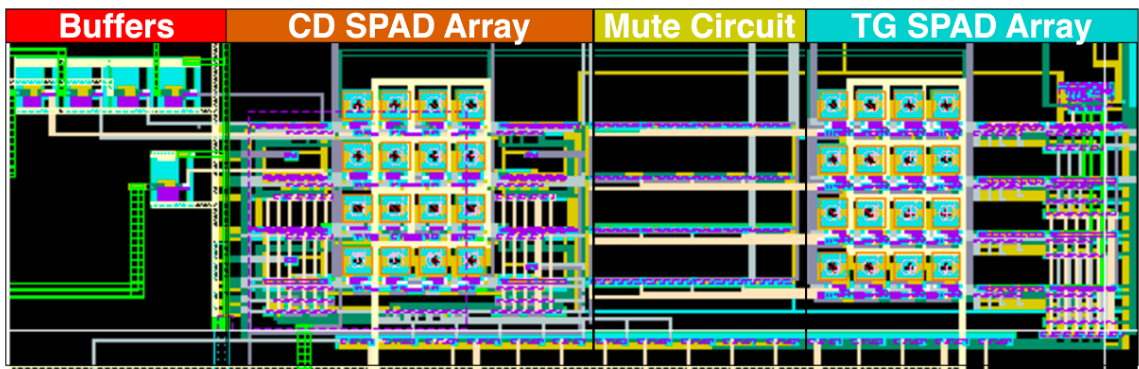 Buffers
CD SPAD Array
Mute Circuit
TG SPAD Array